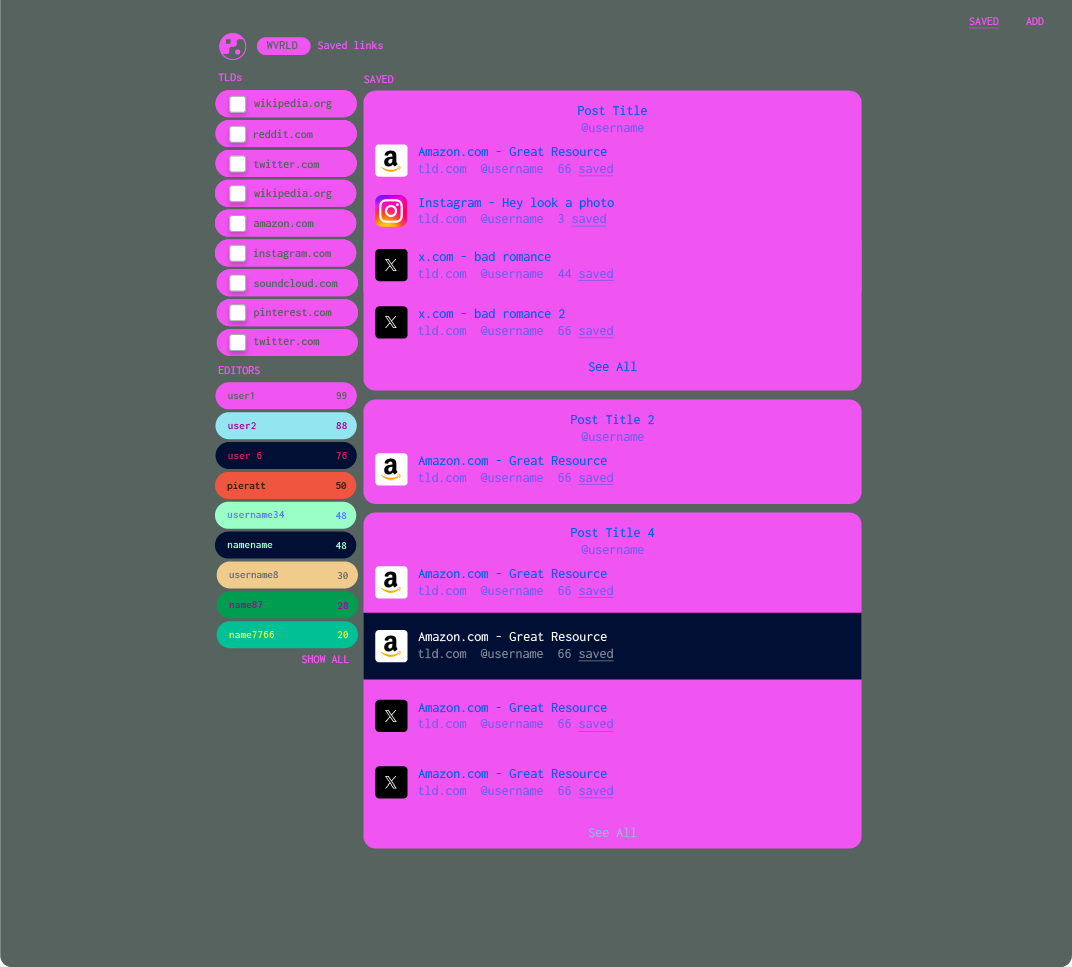 SAVED ADD
WVRLD Saved links
TLDs
wikipedia.org
reddit.com
twitter.com
wikipedia.org
amazon.com
instagram.com
soundcloud.com
pinterest.com
twitter.com
EDITORS
user1 99
user2 88
user 6 76
pieratt 50
username34 48
namename 48
username8 30
name87 28
name7766 20
SHOW ALL
SAVED
Post Title
@username
Amazon.com - Great Resource
tld.com @username 66 saved
Instagram - Hey look a photo
tld.com @username 3 saved
x.com - bad romance
tld.com @username 44 saved
x.com - bad romance 2
tld.com @username 66 saved
See All
Post Title 2
@username
Amazon.com - Great Resource
tld.com @username 66 saved
Post Title 4
@username
Amazon.com - Great Resource
tld.com @username 66 saved
Amazon.com - Great Resource
tld.com @username 66 saved
Amazon.com - Great Resource
tld.com @username 66 saved
Amazon.com - Great Resource
tld.com @username 66 saved
See All